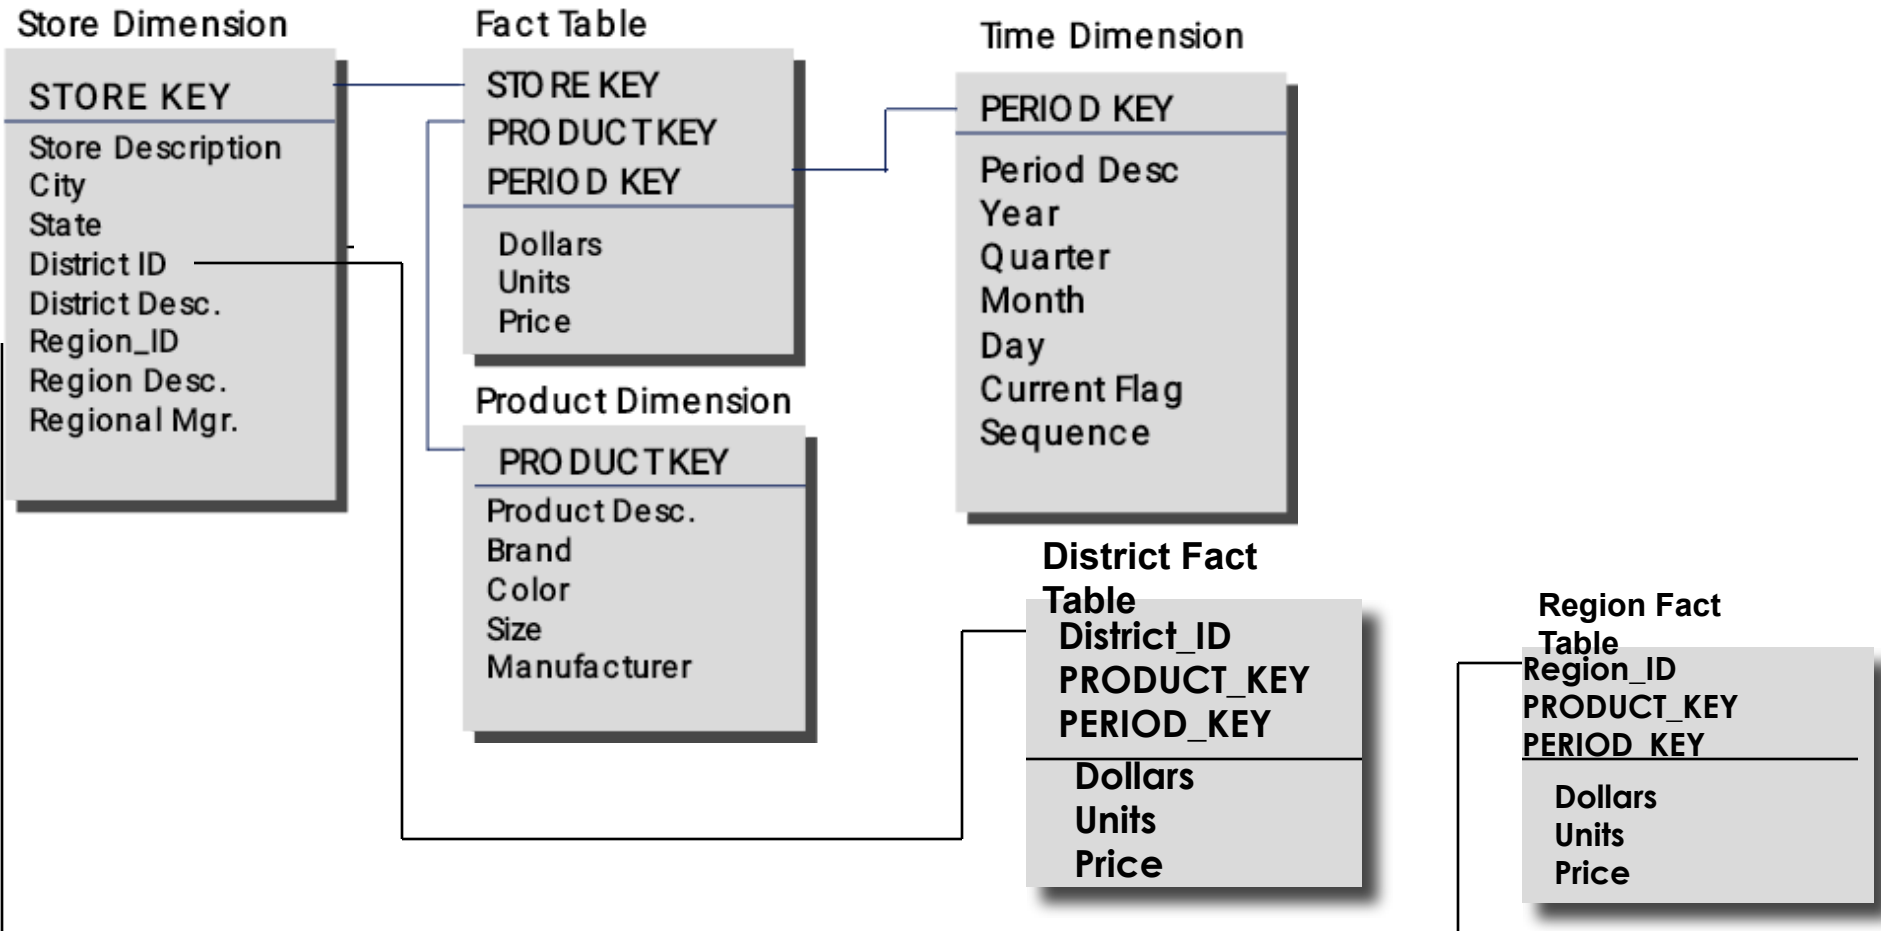 Store Dimension
STORE KEY
Store Description
City
State
District ID
District Desc.
Region_ID
Region Desc.
Regional Mgr.
Fact Table
STORE KEY
PRODUCT KEY
PERIOD KEY
Dollars
Units
Price
Product Dimension
PRODUCT KEY
Product Desc.
Brand
Color
Size
Manufacturer
Time Dimension
PERIOD KEY
Period Desc
Year
Quarter
Month
Day
Current Flag
Sequence
District Fact
Table
District_ID
PRODUCT_KEY
PERIOD_KEY
Dollars
Units
Price
Region Fact
Table
Region_ID
PRODUCT_KEY
PERIOD_KEY
Dollars
Units
Price